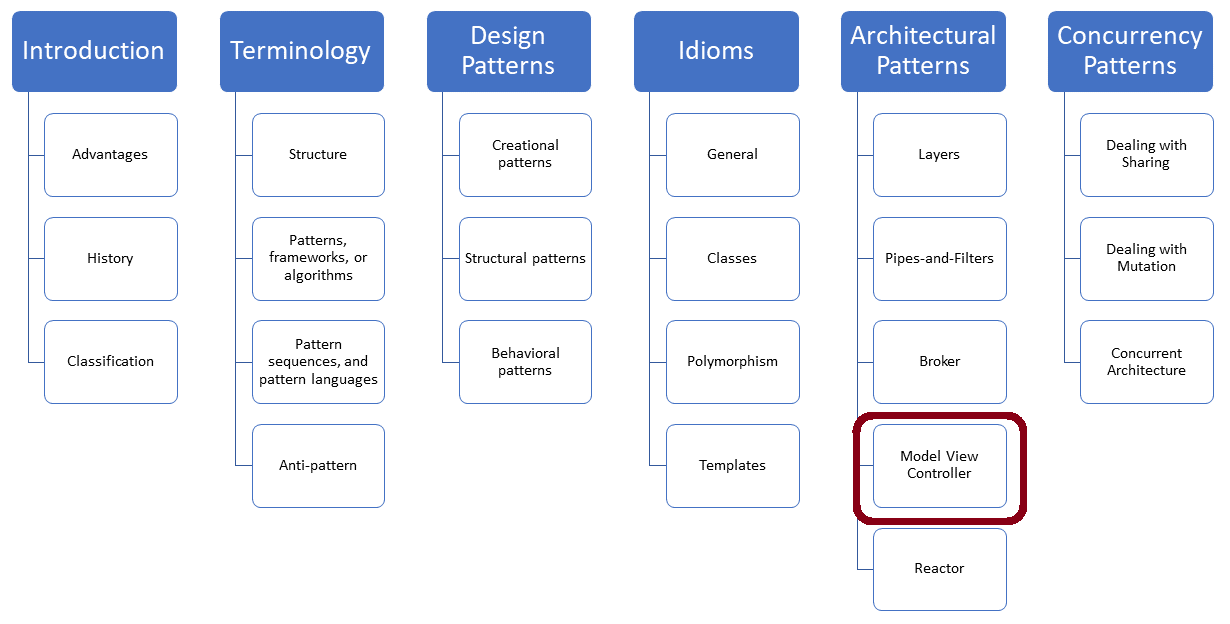 Introduction
Advantages
History
Classification
Terminology
Structure
Patterns,
frameworks, or
algorithms
Pattern
sequences, and
pattern languages
Anti-pattern
Design
Patterns
Creational
patterns
Structural patterns
Behavioral
patterns
Idioms
General
Classes
Polymorphism
Templates
Architectural
Patterns
Layers
Pipes-and-Filters
Broker
Model View
Controller
Reactor
Concurrency
Patterns
Dealing with
Sharing
Dealing with
Mutation
Concurrent
Architecture